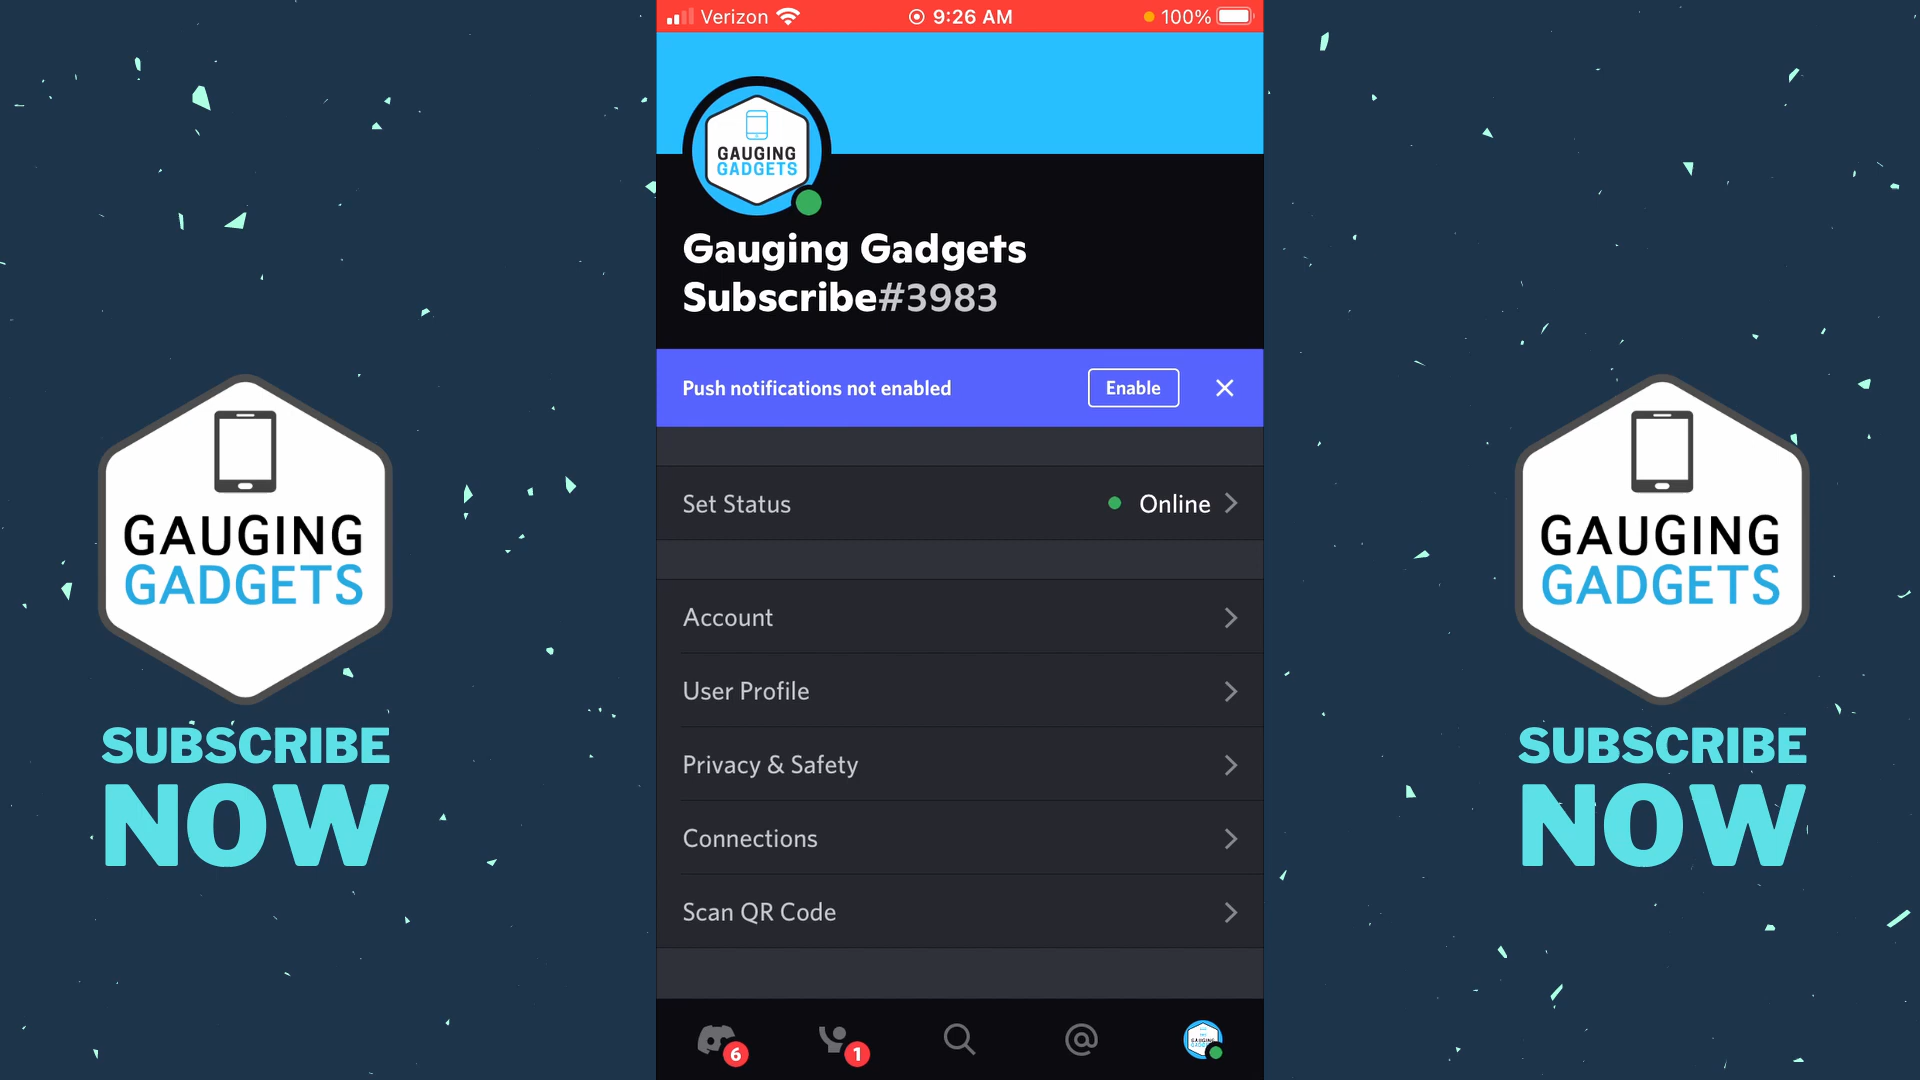 Verizon 9:26 AM 100%
GAUGING
GADGETS
Gauging Gadgets
Subscribe#3983
Push notifications not enabled Enable
Set Status Online
Account
User Profile
Privacy & Safety
Connections
Scan QR Code
6 1
GAUGING
GADGETS
SUBSCRIBE
NOW
GAUGING
GADGETS
SUBSCRIBE
NOW